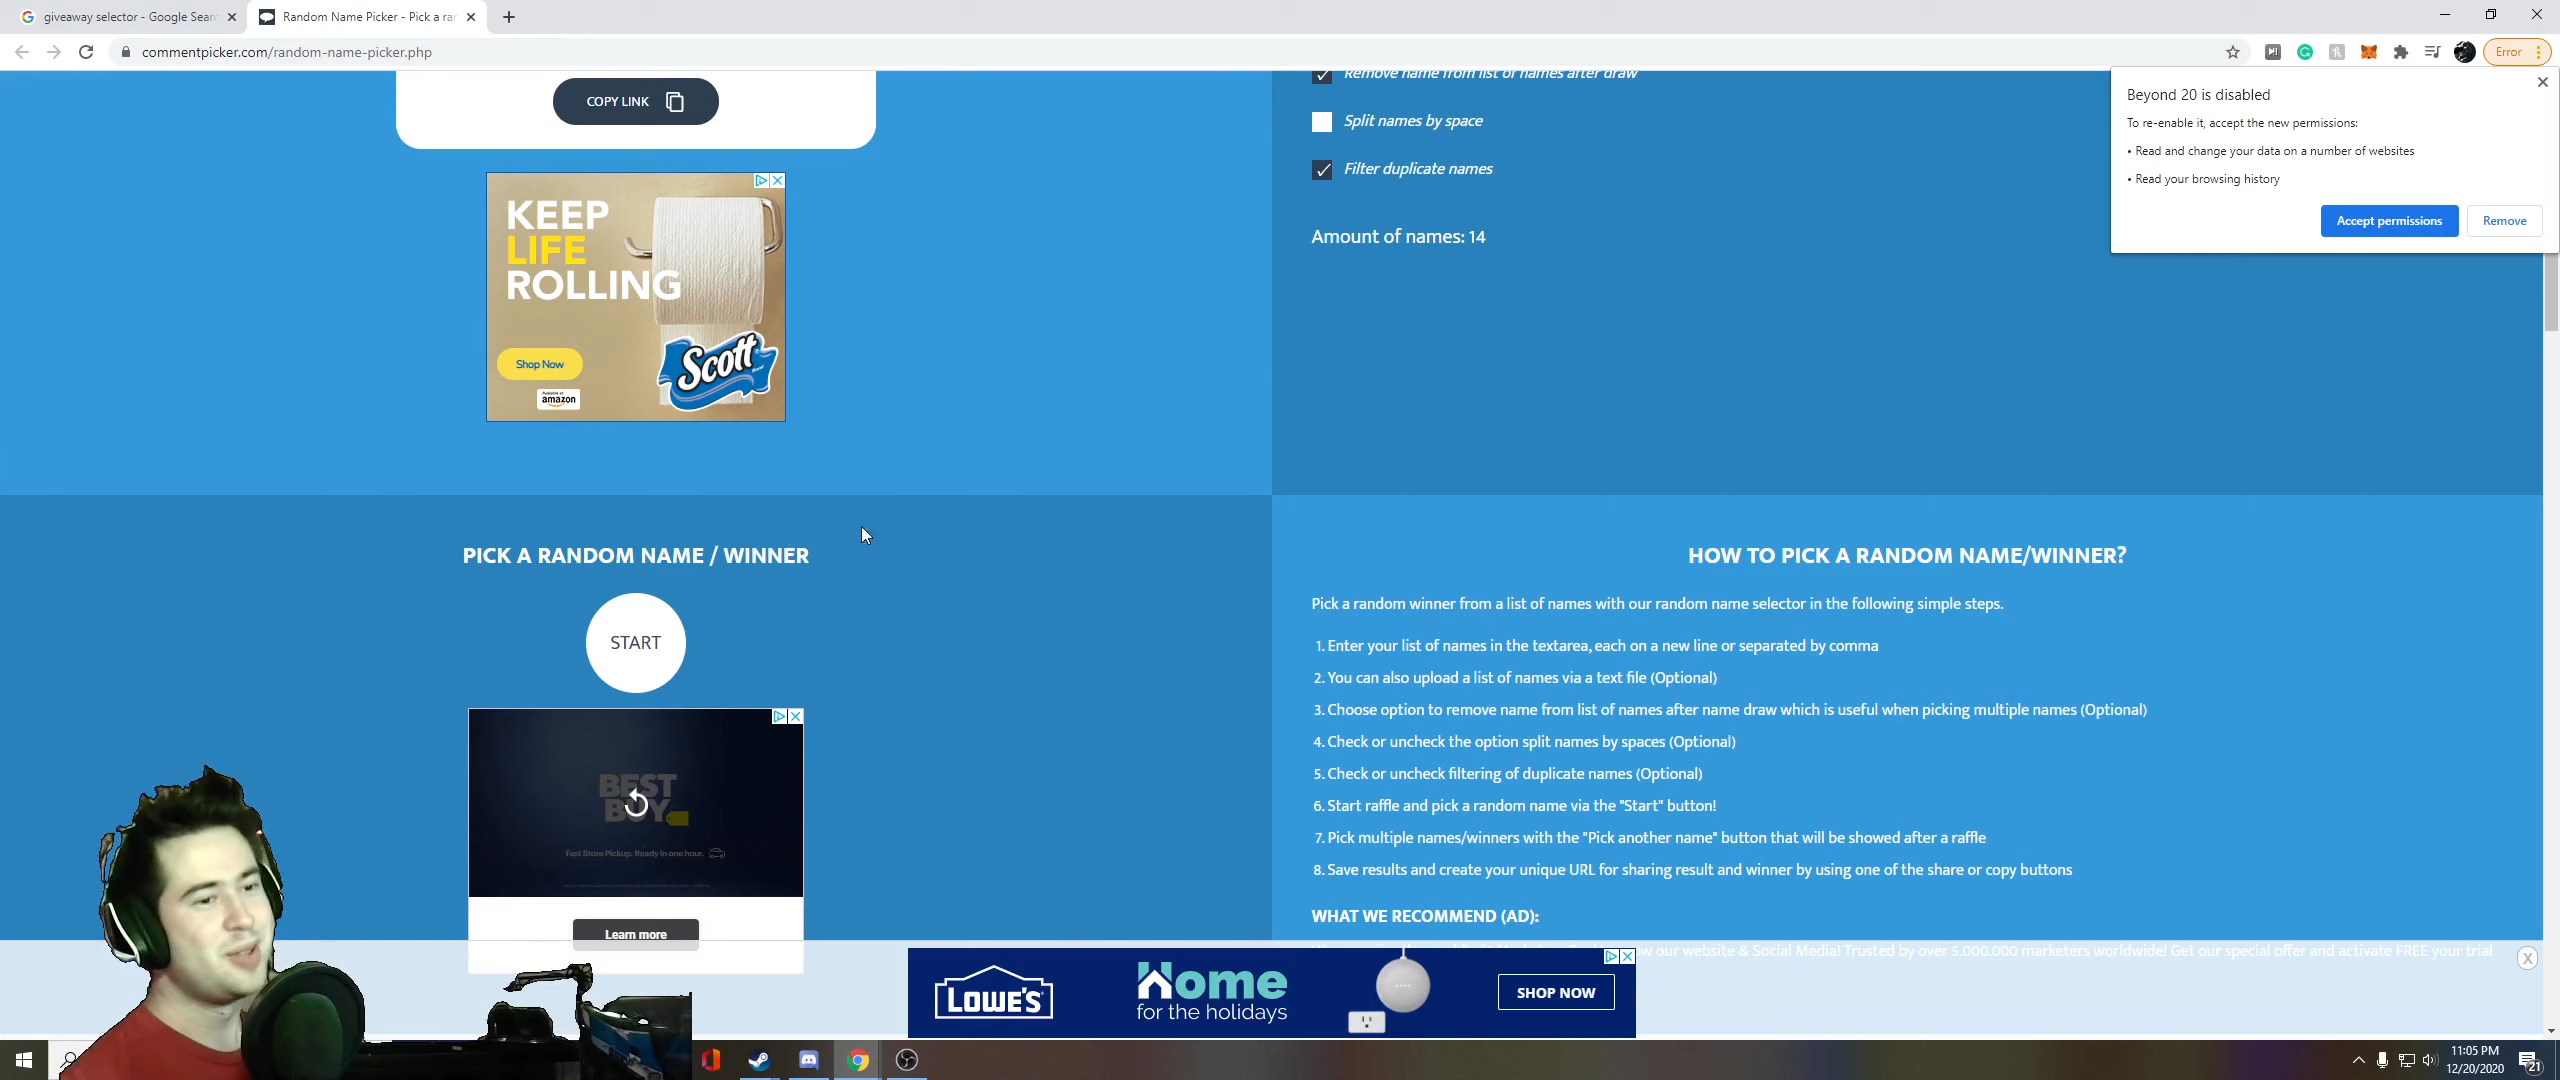 giveaway selector - Google Searc
Random Name Picker - Pick a ra
commentpicker.com/random-name-picker.php
Error
COPY LINK
Remove name from list of names after draw
Split names by space
Filter duplicate names
Amount of names: 14
Beyond 20 is disabled
To re-enable it, accept the new permissions:
• Read and change your data on a number of websites
• Read your browsing history
Accept permissions
Remove
KEEP
LIFE
ROLLING
Shop Now
Scott
amazon
PICK A RANDOM NAME / WINNER
START
BEST
BUY
Fast Store Pickup. Ready in one hour.
Learn more
HOW TO PICK A RANDOM NAME/WINNER?
Pick a random winner from a list of names with our random name selector in the following simple steps.
1. Enter your list of names in the textarea, each on a new line or separated by comma
2. You can also upload a list of names via a text file (Optional)
3. Choose option to remove name from list of names after name draw which is useful when picking multiple names (Optional)
4. Check or uncheck the option split names by spaces (Optional)
5. Check or uncheck filtering of duplicate names (Optional)
6. Start raffle and pick a random name via the "Start" button!
7. Pick multiple names/winners with the "Pick another name" button that will be showed after a raffle
8. Save results and create your unique URL for sharing result and winner by using one of the share or copy buttons
WHAT WE RECOMMEND (AD):
our website & Social Media! Trusted by over 5.000.000 marketers worldwide! Get our special offer and activate FREE your trial
X
LOWE'S
Home
for the holidays
SHOP NOW
11:05 PM
12/20/2020
21